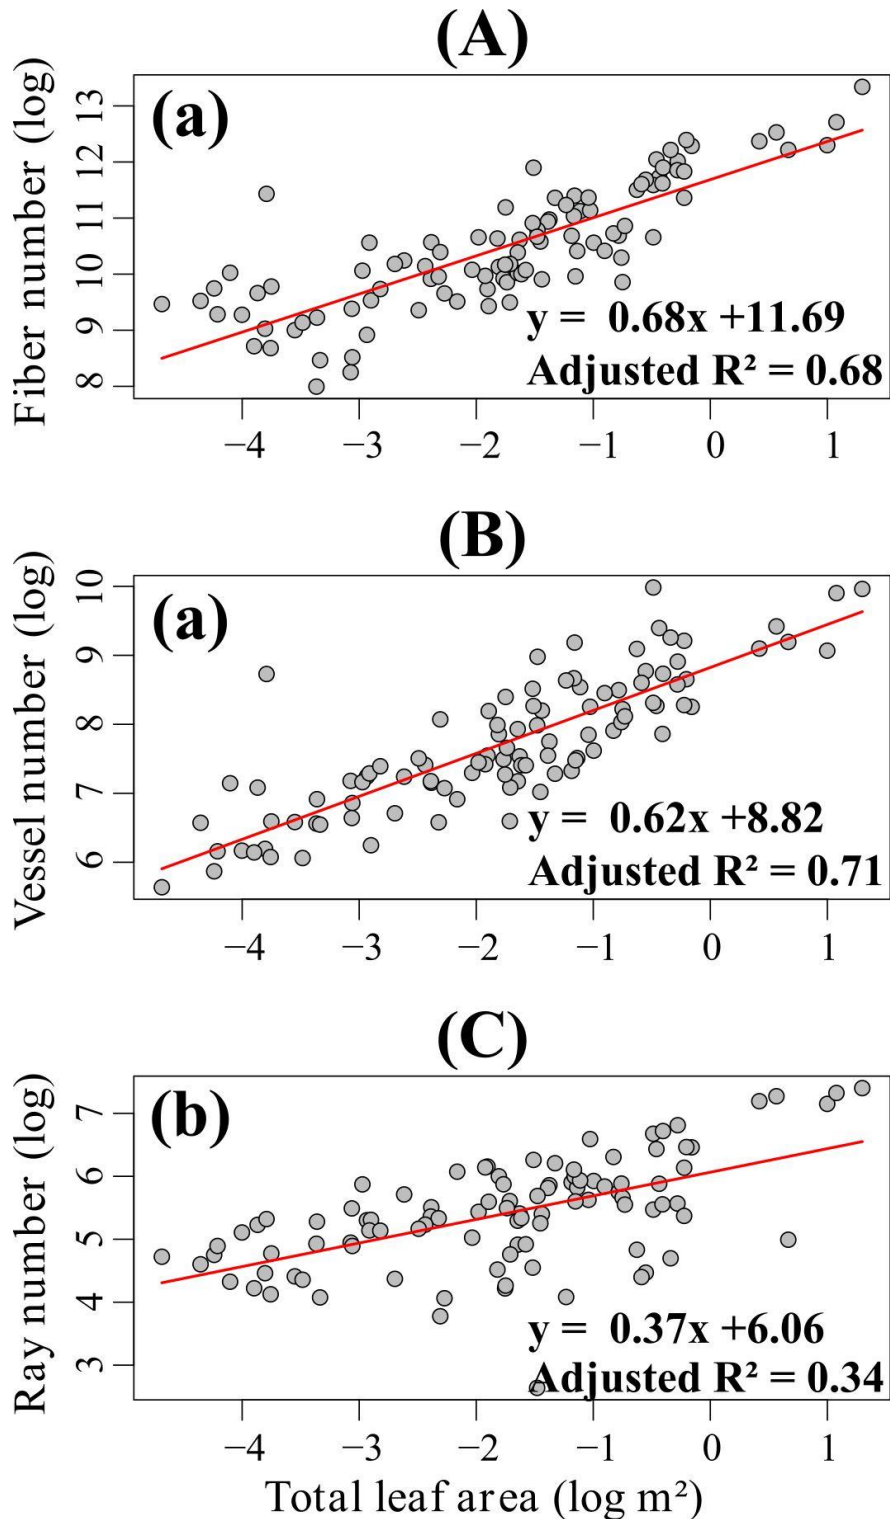 (A)
(a)
Fiber number (log)
13
12
11
10
9
8
y = 0.68x +11.69
Adjusted R² = 0.68
−4 −3 −2 −1 0 1
(B)
(a)
Vessel number (log)
10
9
8
7
6
y = 0.62x +8.82
Adjusted R² = 0.71
−4 −3 −2 −1 0 1
(C)
(b)
Ray number (log)
7
6
5
4
3
y = 0.37x +6.06
Adjusted R² = 0.34
−4 −3 −2 −1 0 1
Total leaf area (log m²)